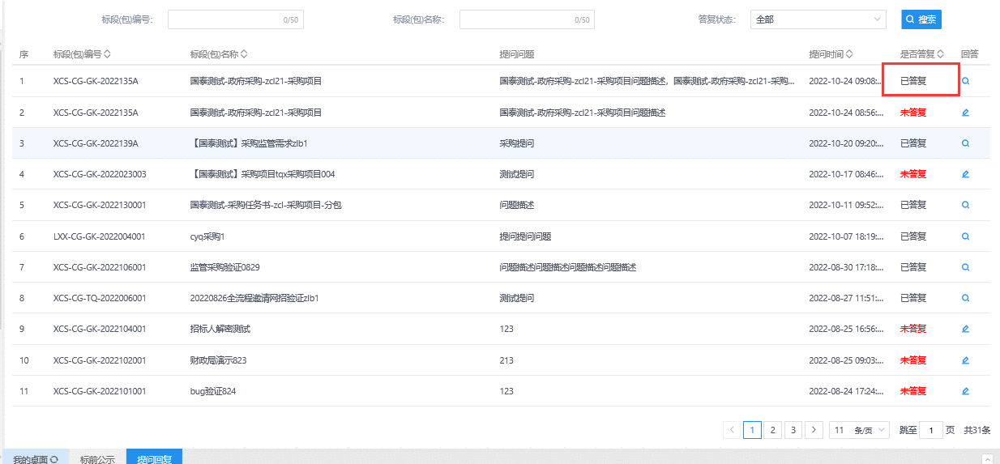 标段(包)编号: 0/50 标段(包)名称: 0/50 答复状态: 全部 搜索
序 标段(包)编号 标段(包)名称 提问问题 提问时间 是否答复 回答
1 XCS-CG-GK-2022135A 国泰测试-政府采购-zcl21-采购项目 国泰测试-政府采购-zcl21-采购项目问题描述，国泰测试-政府采购-zcl21-采购... 2022-10-24 09:08:... 已答复
2 XCS-CG-GK-2022135A 国泰测试-政府采购-zcl21-采购项目 国泰测试-政府采购-zcl21-采购项目问题描述 2022-10-24 08:56:... 未答复
3 XCS-CG-GK-2022139A 【国泰测试】采购监管需求zlb1 采购提问 2022-10-20 09:20:... 已答复
4 XCS-CG-GK-2022023003 【国泰测试】采购项目tqx采购项目004 测试提问 2022-10-17 08:46:... 未答复
5 XCS-CG-GK-2022130001 国泰测试-采购任务书-zcl-采购项目-分包 问题描述 2022-10-11 09:52:... 已答复
6 LXX-CG-GK-2022004001 cyq采购1 提问提问问题 2022-10-07 18:19:... 已答复
7 XCS-CG-GK-2022106001 监管采购验证0829 问题描述问题描述问题描述问题描述 2022-08-30 17:18:... 已答复
8 XCS-CG-TQ-2022006001 20220826全流程邀请网招验证zlb1 测试提问 2022-08-27 11:51:... 已答复
9 XCS-CG-GK-2022104001 招标人解密测试 123 2022-08-25 16:56:... 未答复
10 XCS-CG-GK-2022102001 财政局演示823 213 2022-08-25 09:03:... 未答复
11 XCS-CG-GK-2022101001 bug验证824 123 2022-08-24 17:24:... 未答复
1 2 3 11 条/页 跳至 1 页 共31条
我的桌面 标前公示 提问回复